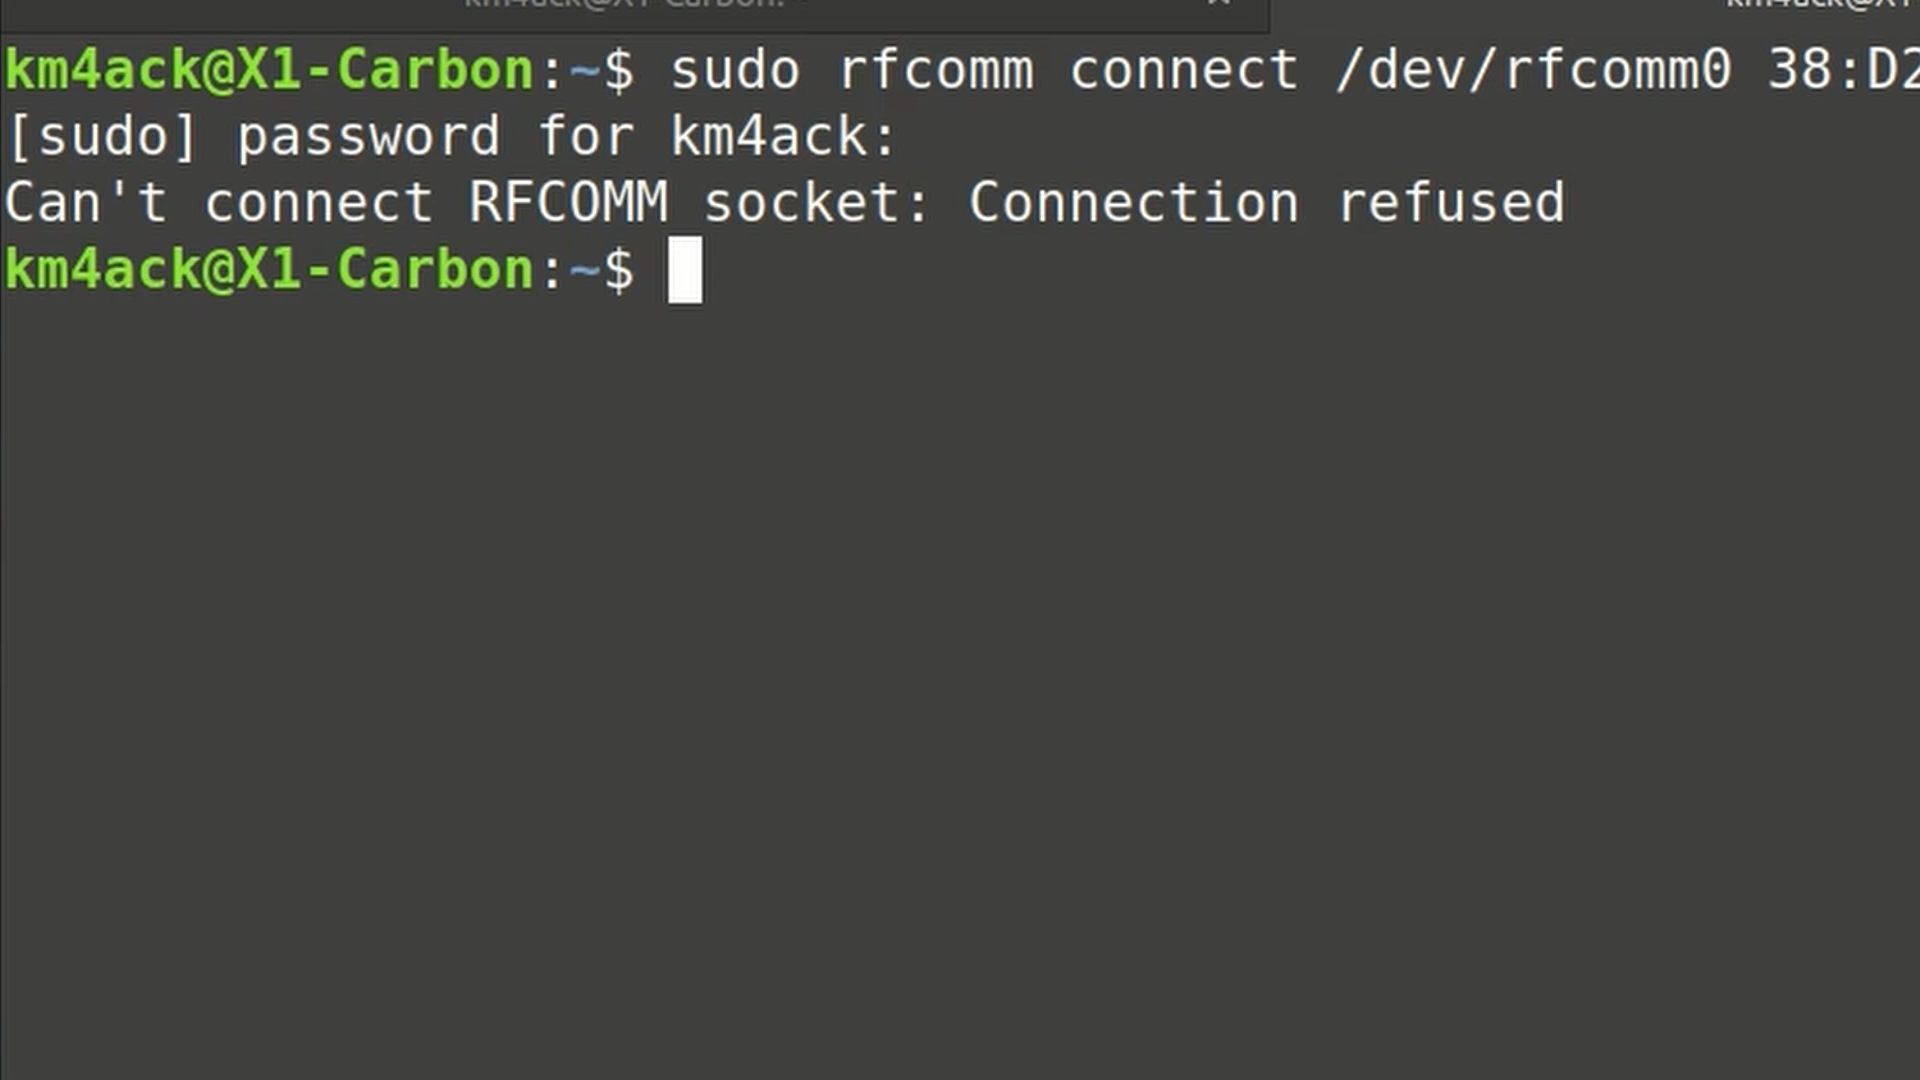 km4ack@X1-Carbon:~$ sudo rfcomm connect /dev/rfcomm0 38:D2
[sudo] password for km4ack:
Can't connect RFCOMM socket: Connection refused
km4ack@X1-Carbon:~$